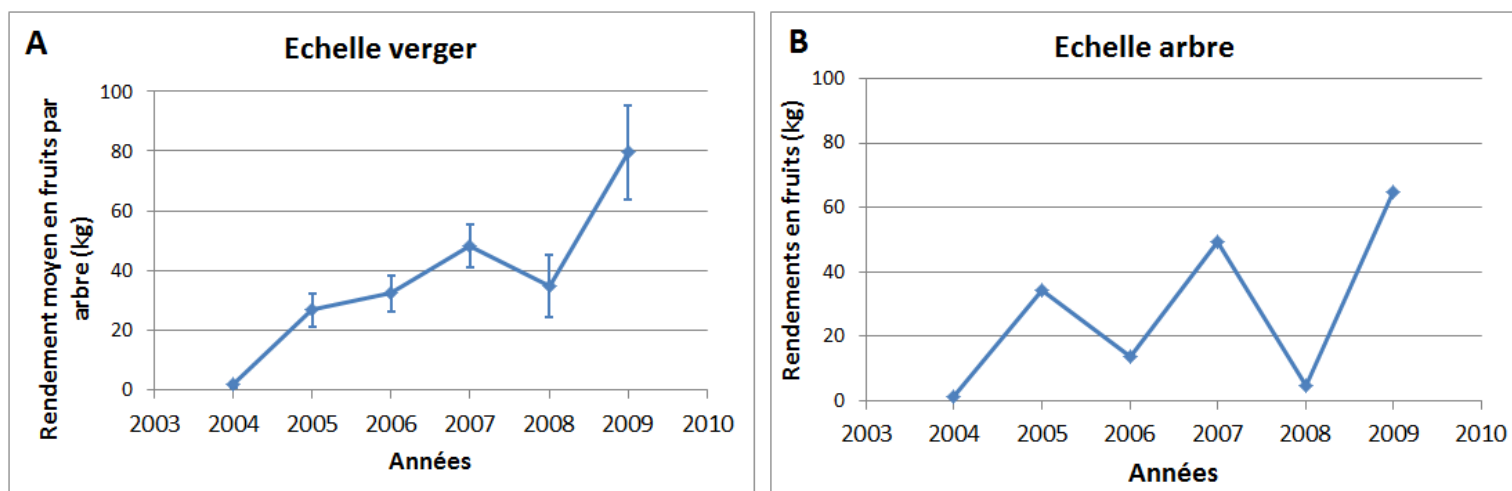 A
Echelle verger
Rendement moyen en fruits par
arbre (kg)
100
80
60
40
20
0
2003 2004 2005 2006 2007 2008 2009 2010
Années
B
Echelle arbre
Rendements en fruits (kg)
100
80
60
40
20
0
2003 2004 2005 2006 2007 2008 2009 2010
Années